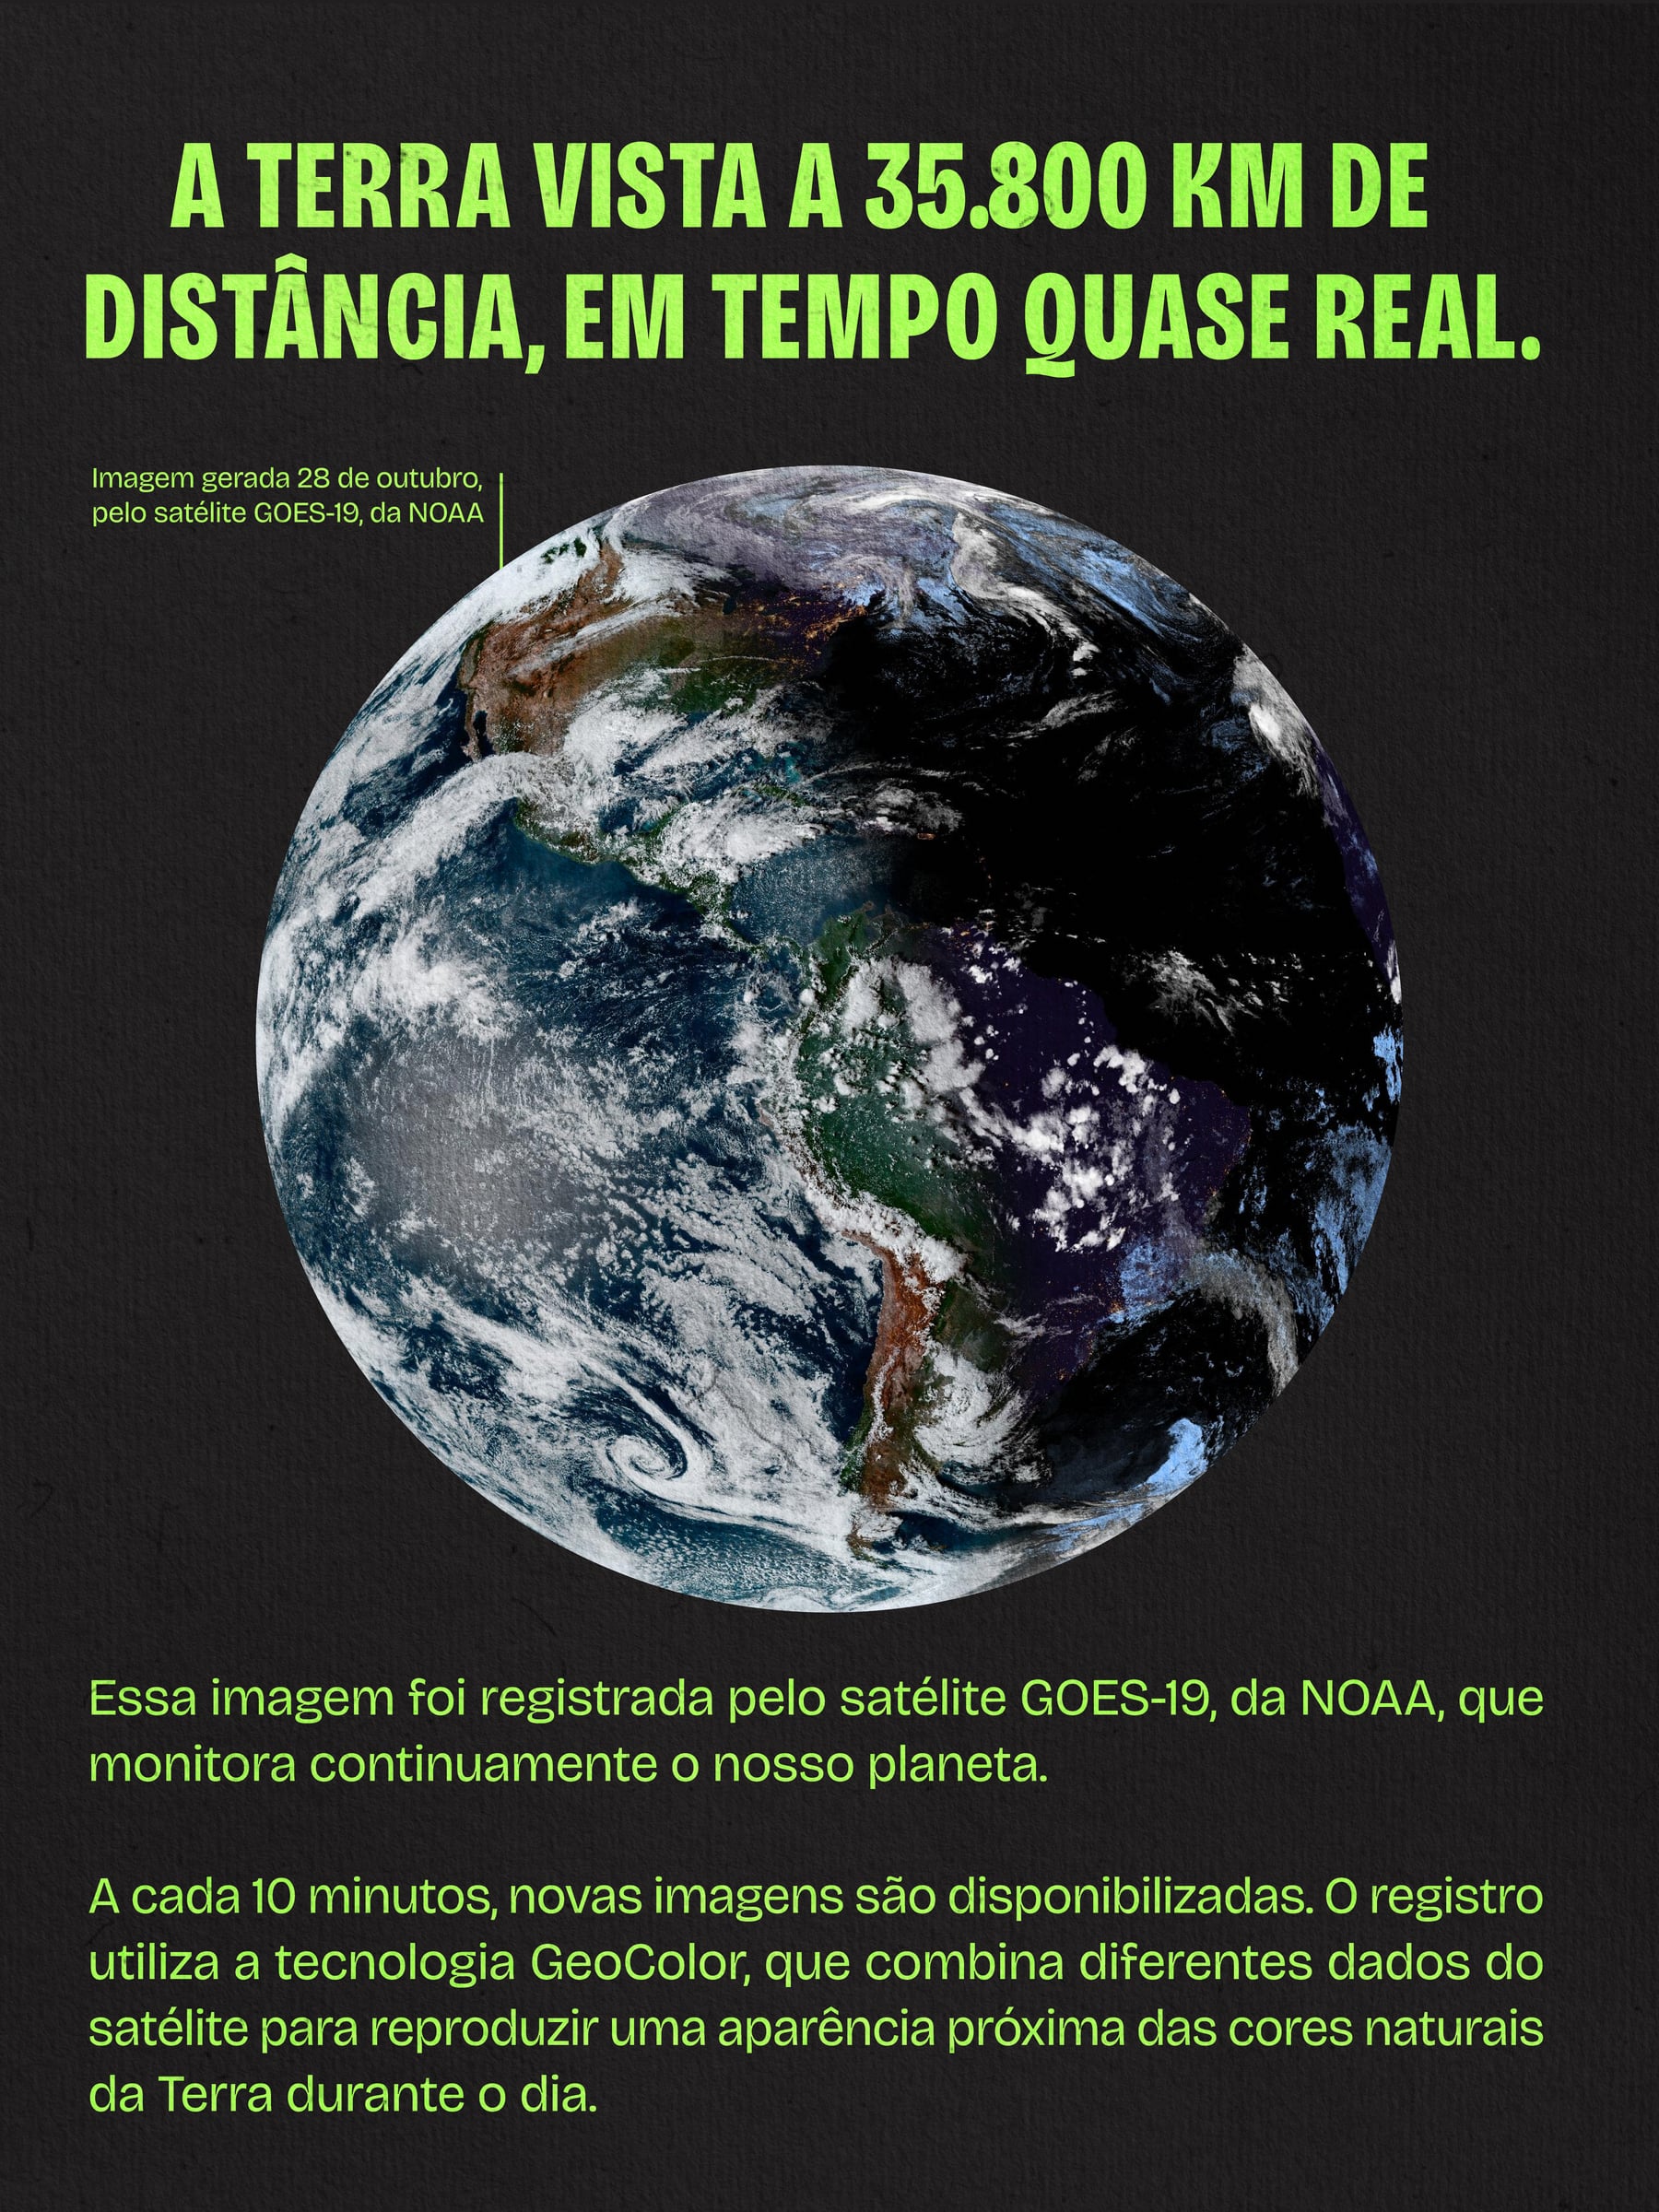 A TERRA VISTA A 35.800 KM DE
DISTÂNCIA, EM TEMPO QUASE REAL.
Imagem gerada 28 de outubro,
pelo satélite GOES-19, da NOAA
Essa imagem foi registrada pelo satélite GOES-19, da NOAA, que
monitora continuamente o nosso planeta.
A cada 10 minutos, novas imagens são disponibilizadas. O registro
utiliza a tecnologia GeoColor, que combina diferentes dados do
satélite para reproduzir uma aparência próxima das cores naturais
da Terra durante o dia.